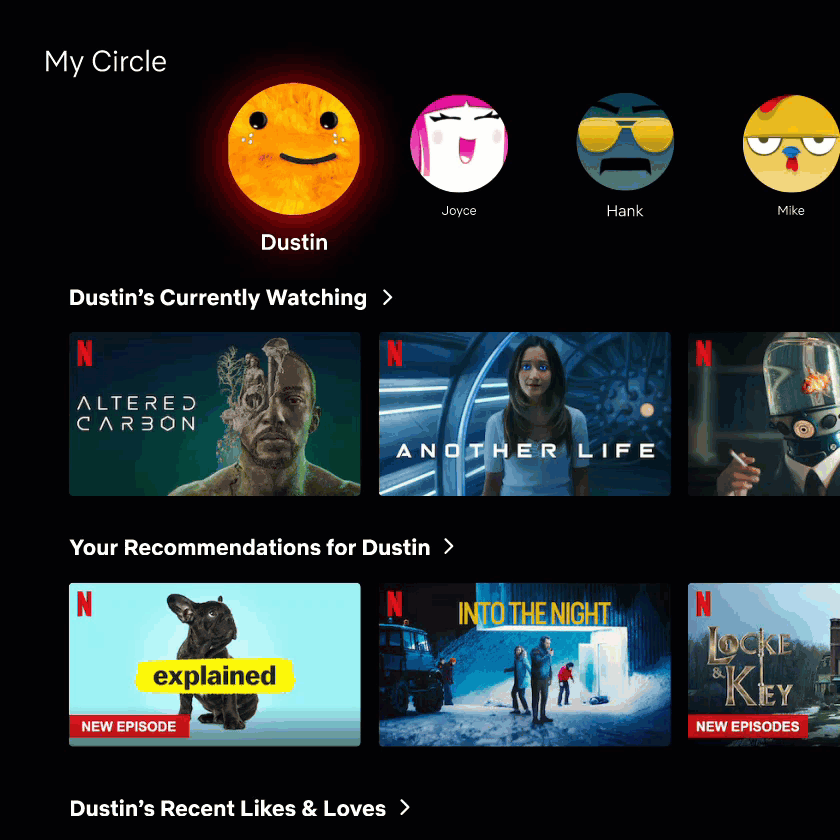 My Circle
Dustin
Joyce
Hank
Mike
Dustin’s Currently Watching
N
ALTERED
CARBON
N
ANOTHER LIFE
N
Your Recommendations for Dustin
N
explained
NEW EPISODE
N
INTO THE NIGHT
N
LOCKE
& KEY
NEW EPISODES
Dustin’s Recent Likes & Loves